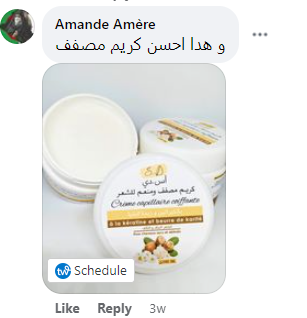 Amande Amère
و هدا احسن كريم مصفف
S.D
أس.دي
كريم مصفف ومنعم للشعر
Crème capillaire coiffante
à la kératine et beurre de karité
Schedule
Like Reply 3w